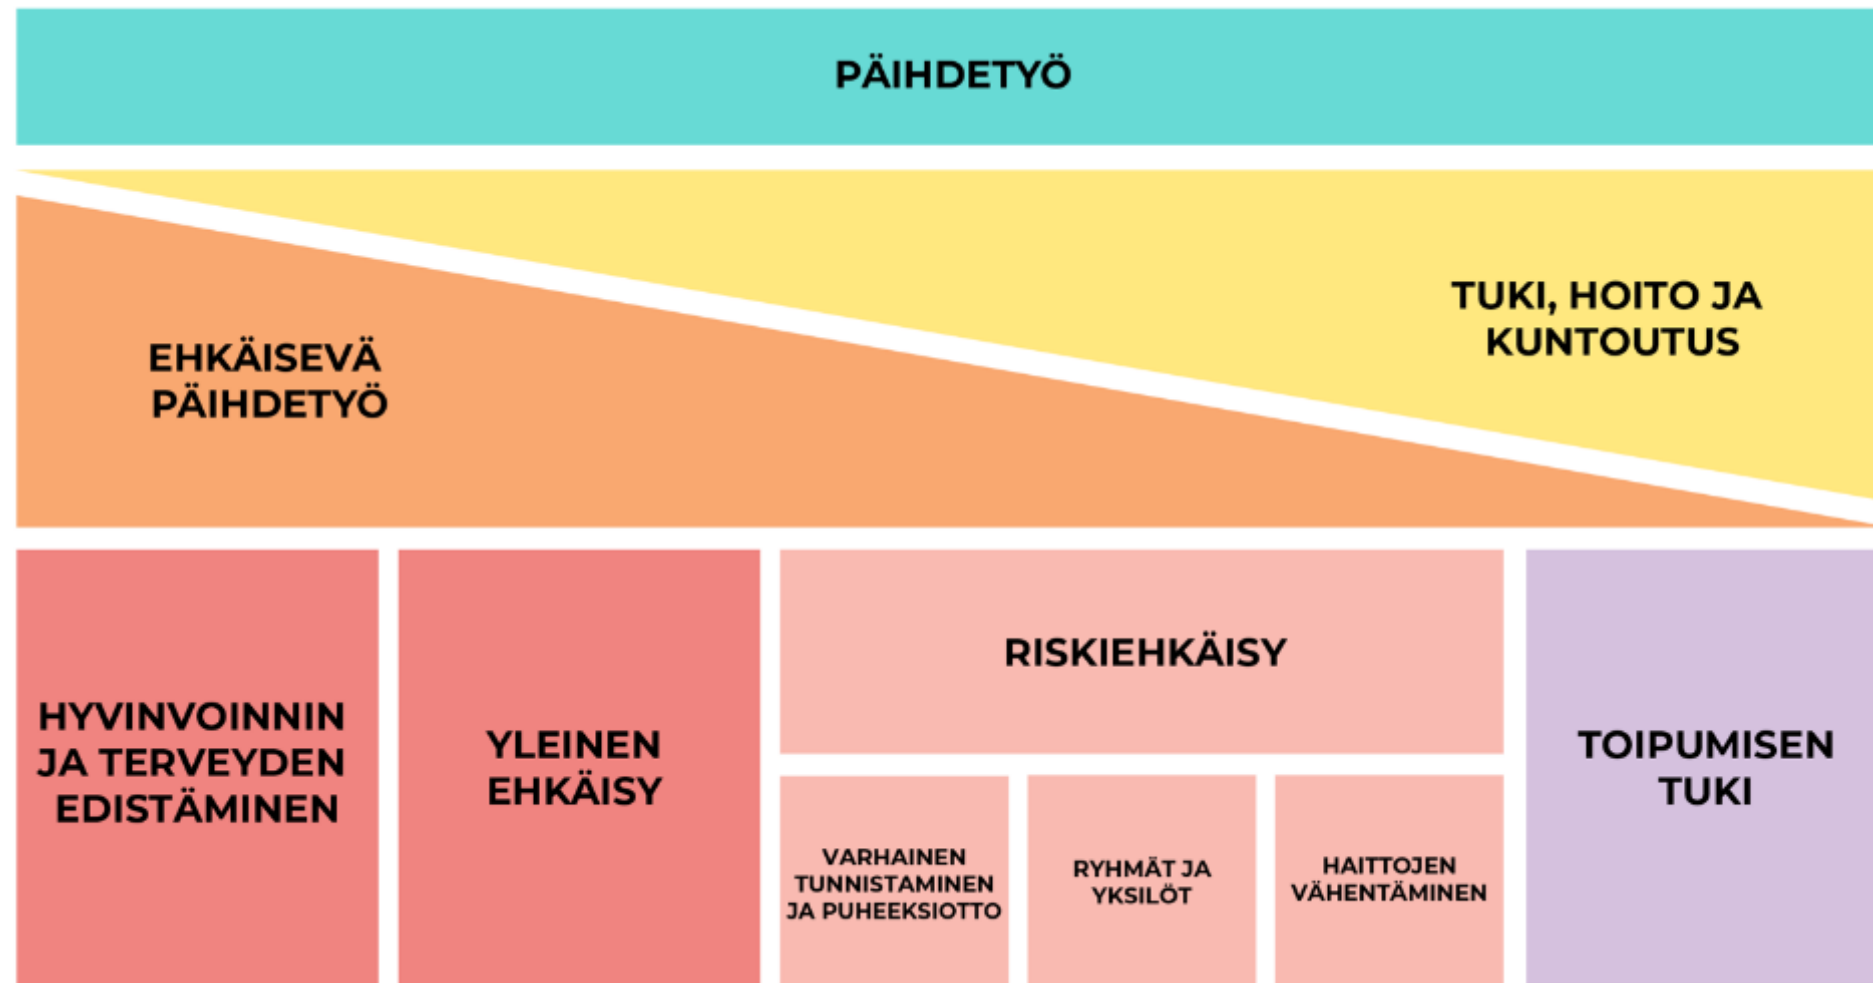 PÄIHDETYÖ
EHKÄISEVÄ
PÄIHDETYÖ
TUKI, HOITO JA
KUNTOUTUS
HYVINVOINNIN
JA TERVEYDEN
EDISTÄMINEN
YLEINEN
EHKÄISY
RISKIEHKÄISY
VARHAINEN
TUNNISTAMINEN
JA PUHEEKSIOTTO
RYHMÄT JA
YKSILÖT
HAITTOJEN
VÄHENTÄMINEN
TOIPUMISEN
TUKI